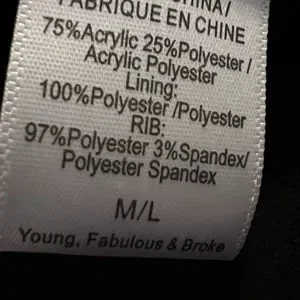 CHINA/
FABRIQUE EN CHINE
75%Acrylic 25%Polyester /
Acrylic Polyester
Lining:
100%Polyester /Polyester
RIB:
97%Polyester 3%Spandex/
Polyester Spandex
M/L
Young, Fabulous & Broke